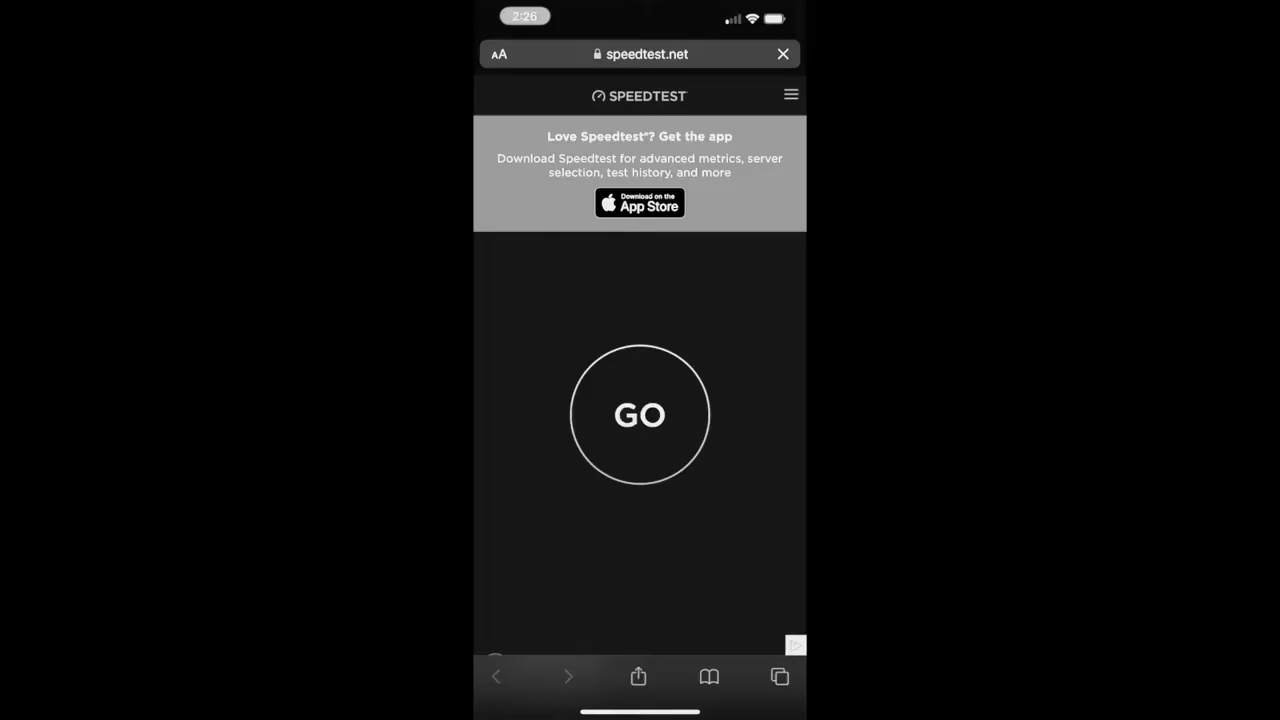 2:26
AA speedtest.net
SPEEDTEST
Love Speedtest®? Get the app
Download Speedtest for advanced metrics, server
selection, test history, and more
Download on the
App Store
GO